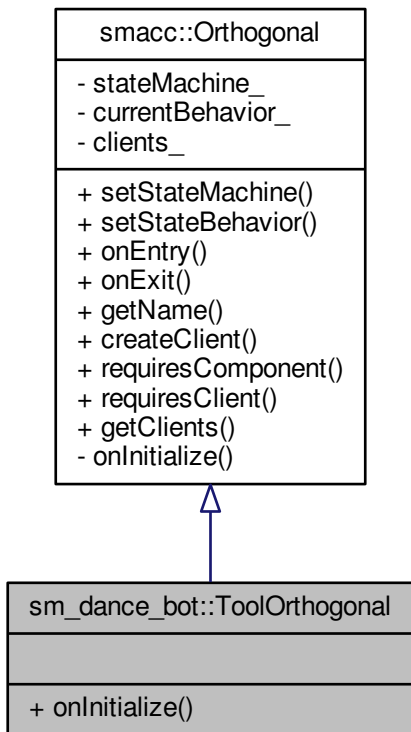 smacc::Orthogonal
- stateMachine_
- currentBehavior_
- clients_
+ setStateMachine()
+ setStateBehavior()
+ onEntry()
+ onExit()
+ getName()
+ createClient()
+ requiresComponent()
+ requiresClient()
+ getClients()
- onInitialize()
sm_dance_bot::ToolOrthogonal
+ onInitialize()